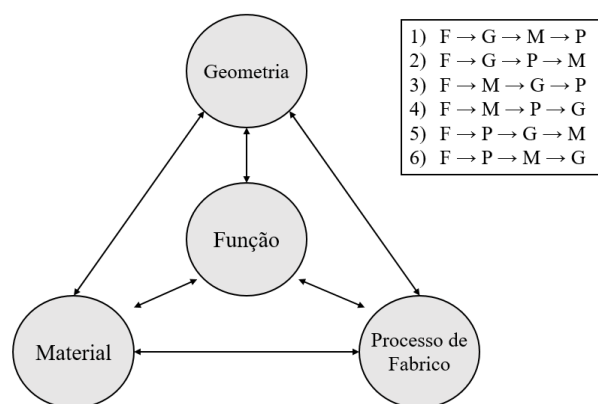 Geometria
Função
Material
Processo de
Fabrico
1) F → G → M → P
2) F → G → P → M
3) F → M → G → P
4) F → M → P → G
5) F → P → G → M
6) F → P → M → G